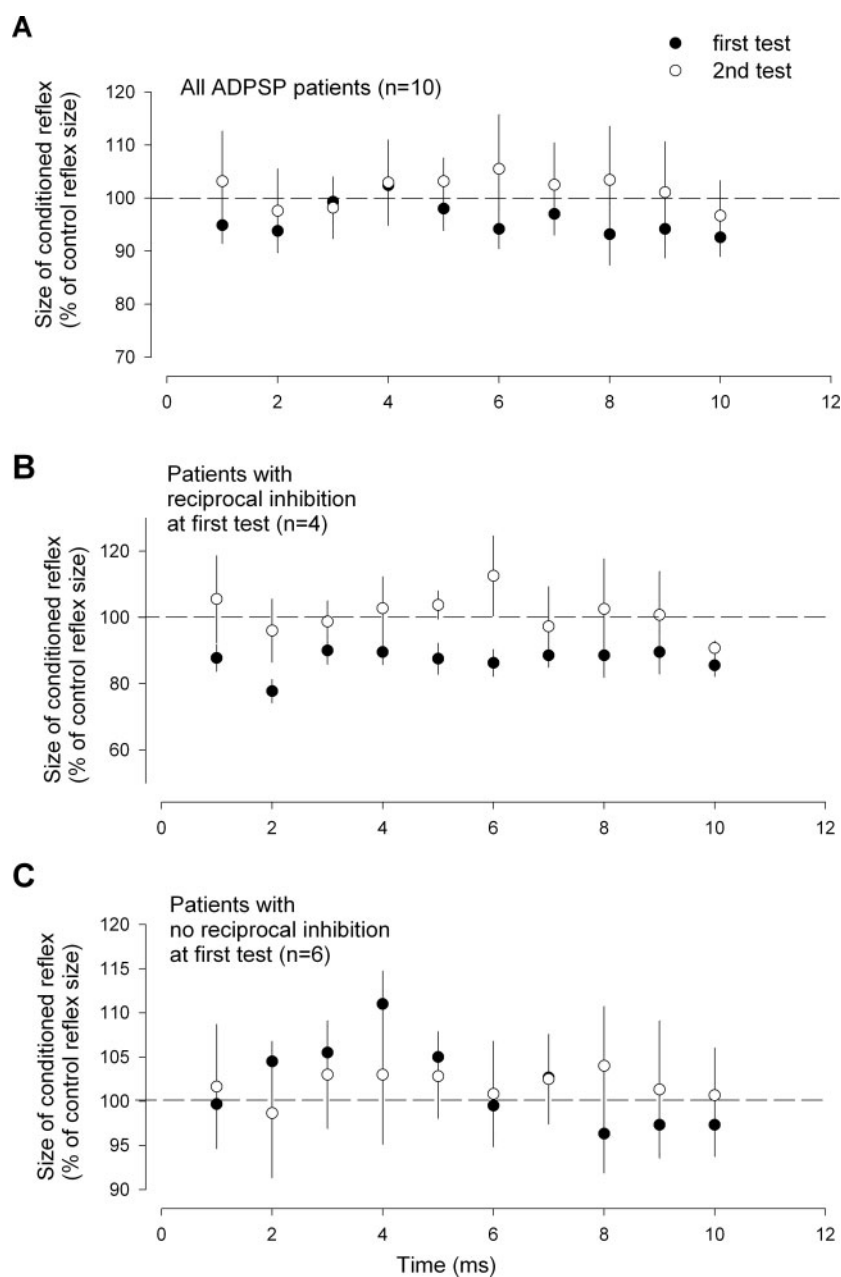 A
first test
2nd test
All ADPSP patients (n=10)
Size of conditioned reflex
(% of control reflex size)
120
110
100
90
80
70
0 2 4 6 8 10 12
B
Patients with
reciprocal inhibition
at first test (n=4)
Size of conditioned reflex
(% of control reflex size)
120
100
80
60
0 2 4 6 8 10 12
C
Patients with
no reciprocal inhibition
at first test (n=6)
Size of conditioned reflex
(% of control reflex size)
120
115
110
105
100
95
90
0 2 4 6 8 10 12
Time (ms)